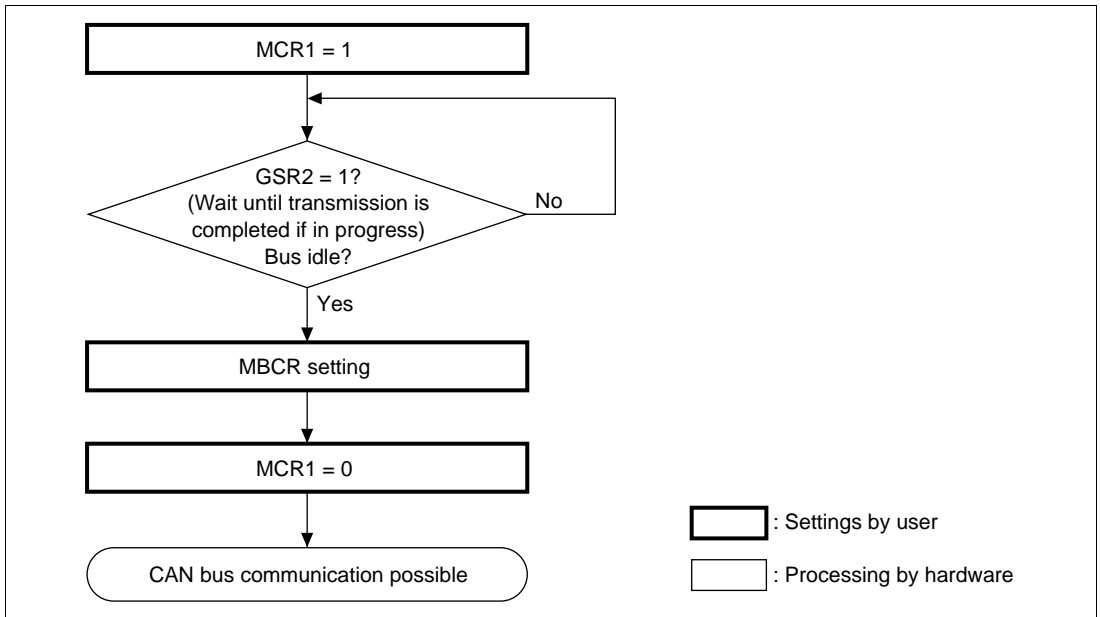 MCR1 = 1
GSR2 = 1?
(Wait until transmission is
completed if in progress)
Bus idle?
No
Yes
MBCR setting
MCR1 = 0
CAN bus communication possible
: Settings by user
: Processing by hardware